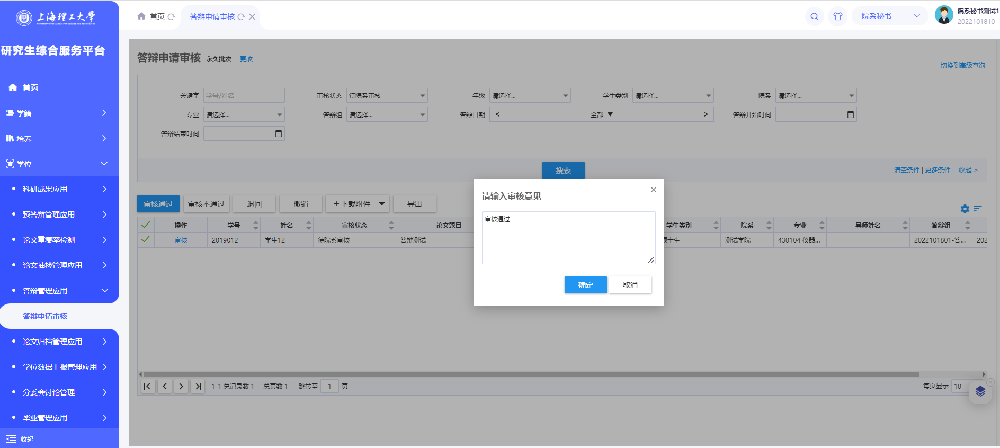 上海理工大學
UNIVERSITY OF SHANGHAI FOR SCIENCE AND TECHNOLOGY
研究生综合服务平台
首页
学籍
培养
学位
科研成果应用
预答辩管理应用
论文重复率检测
论文抽检管理应用
答辩管理应用
答辩申请审核
论文归档管理应用
学位数据上报管理应用
分委会讨论管理
毕业管理应用
收起
首页 答辩申请审核
院系秘书
院系秘书测试1
2022101810
答辩申请审核 永久批次 更改
切换到高级查询
关键字 学号/姓名 审核状态 待院系审核 年级 请选择... 学生类别 请选择... 院系 请选择...
专业 请选择... 答辩组 请选择... 答辩日期 < 全部 ▼ > 答辩开始时间
答辩结束时间
搜索
清空条件 | 更多条件 收起 >
审核通过 审核不通过 退回 撤销 +下载附件 导出
操作 学号 姓名 审核状态 论文题目 学生类别 院系 专业 导师姓名 答辩组
审核 2019012 学生12 待院系审核 答辩测试 士生 测试学院 430104 仪器... 2022101801-答... 202
请输入审核意见
审核通过
确定 取消
1-1 总记录数 1 总页数 1 跳转至 1 页
每页显示 10